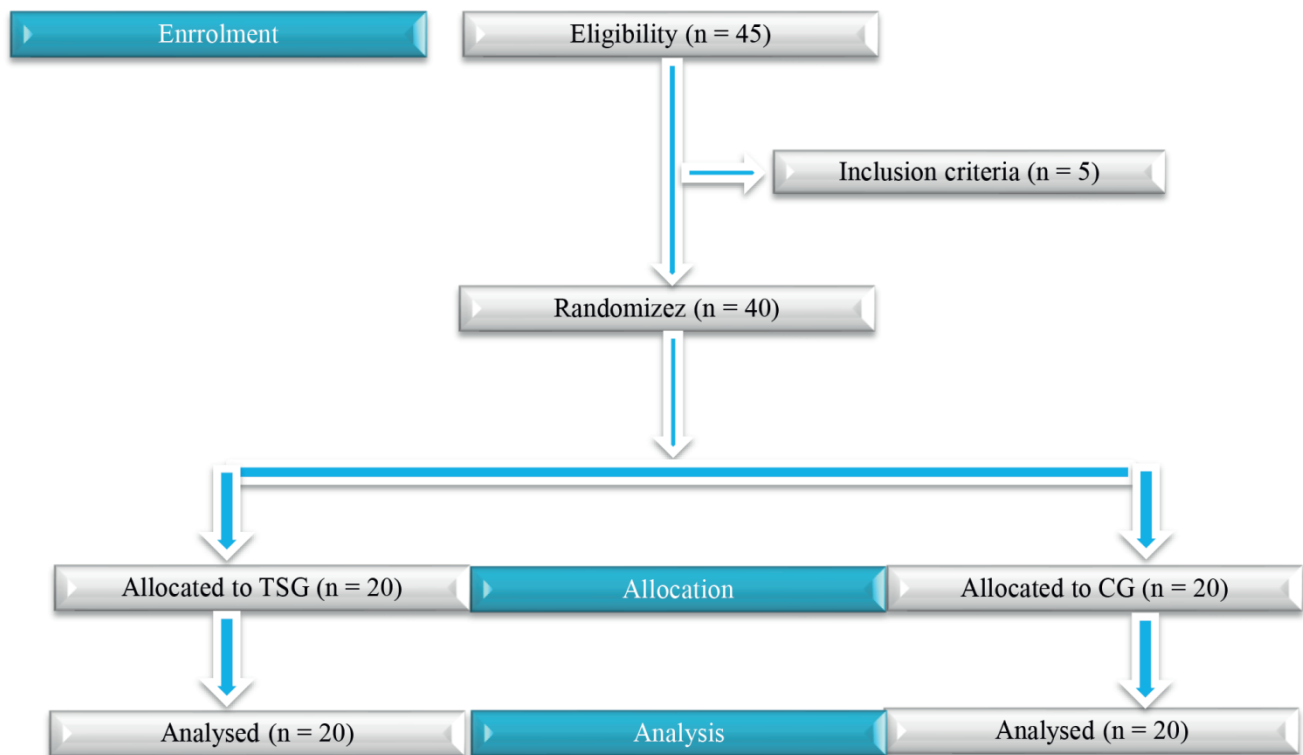 Enrrolment
Eligibility (n = 45)
Inclusion criteria (n = 5)
Randomizez (n = 40)
Allocated to TSG (n = 20)
Allocation
Allocated to CG (n = 20)
Analysed (n = 20)
Analysis
Analysed (n = 20)